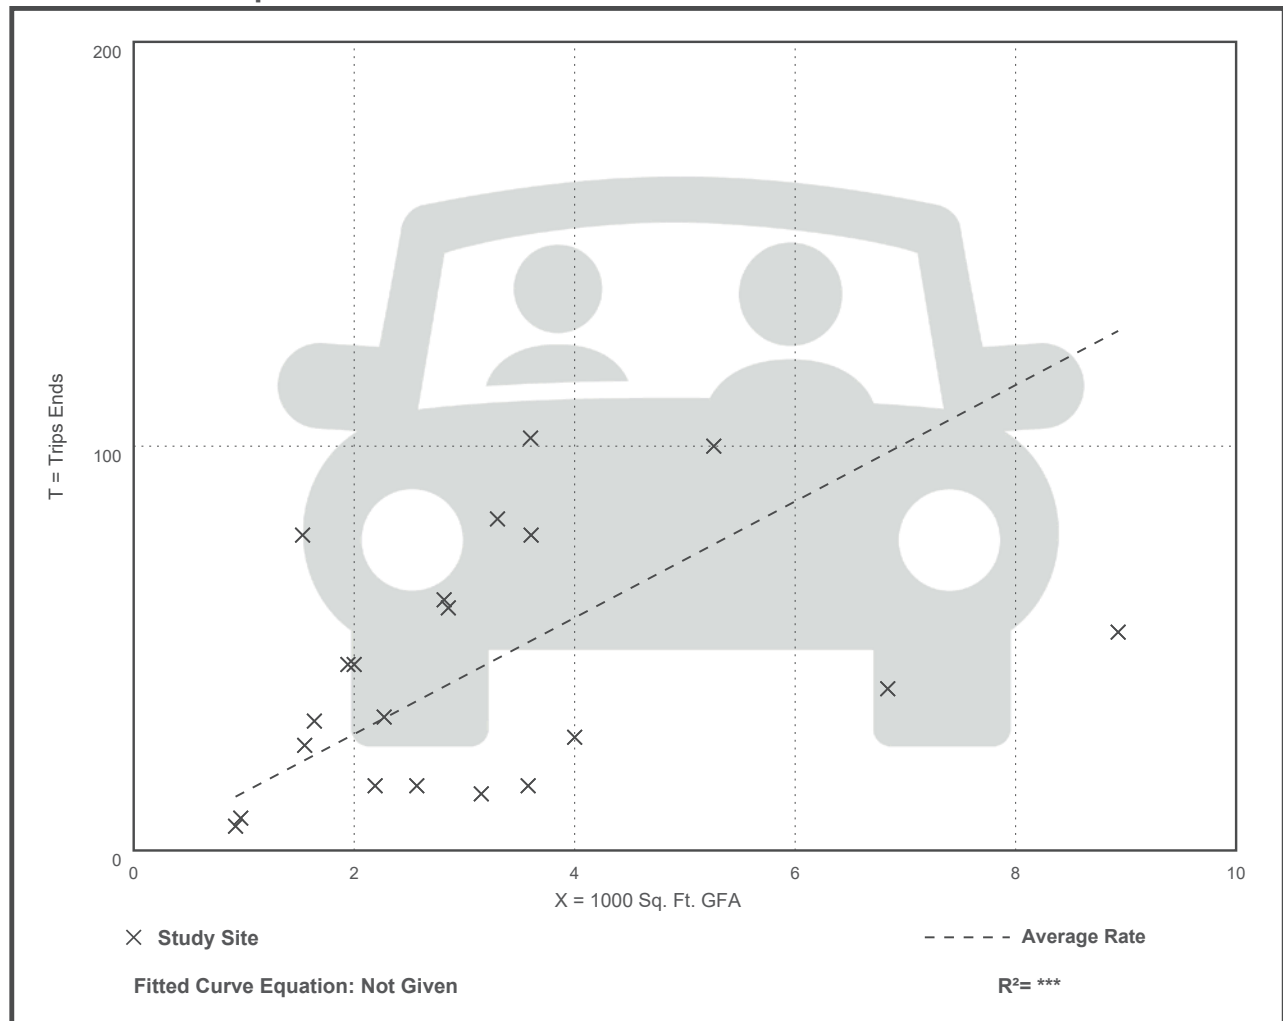 200
100
0
T = Trips Ends
0 2 4 6 8 10
X = 1000 Sq. Ft. GFA
Study Site
Average Rate
Fitted Curve Equation: Not Given
R²= ***